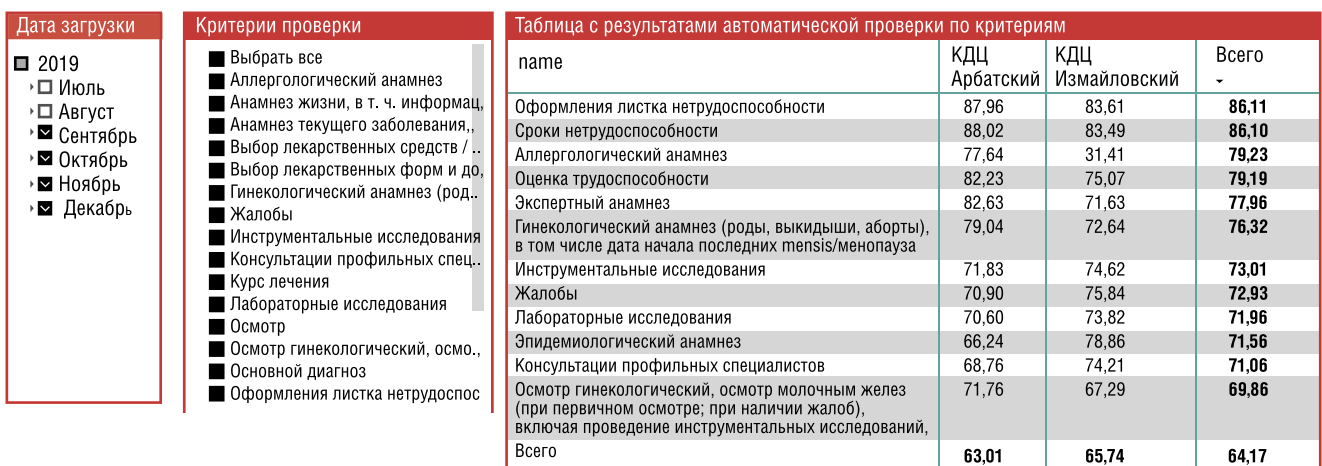 Дата загрузки
2019
Июль
Август
Сентябрь
Октябрь
Ноябрь
Декабрь
Критерии проверки
Выбрать все
Аллергологический анамнез
Анамнез жизни, в т. ч. информац,
Анамнез текущего заболевания,,
Выбор лекарственных средств / ..
Выбор лекарственных форм и до,
Гинекологический анамнез (род..
Жалобы
Инструментальные исследования
Консультации профильных спец..
Курс лечения
Лабораторные исследования
Осмотр
Осмотр гинекологический, осмо.,
Основной диагноз
Оформления листка нетрудоспос
Таблица с результатами автоматической проверки по критериям
name КДЦ Арбатский КДЦ Измайловский Всего
Оформления листка нетрудоспособности 87,96 83,61 86,11
Сроки нетрудоспособности 88,02 83,49 86,10
Аллергологический анамнез 77,64 31,41 79,23
Оценка трудоспособности 82,23 75,07 79,19
Экспертный анамнез 82,63 71,63 77,96
Гинекологический анамнез (роды, выкидыши, аборты), 79,04 72,64 76,32
в том числе дата начала последних mensis/менопауза
Инструментальные исследования 71,83 74,62 73,01
Жалобы 70,90 75,84 72,93
Лабораторные исследования 70,60 73,82 71,96
Эпидемиологический анамнез 66,24 78,86 71,56
Консультации профильных специалистов 68,76 74,21 71,06
Осмотр гинекологический, осмотр молочным желез 71,76 67,29 69,86
(при первичном осмотре; при наличии жалоб),
включая проведение инструментальных исследований,
Всего 63,01 65,74 64,17